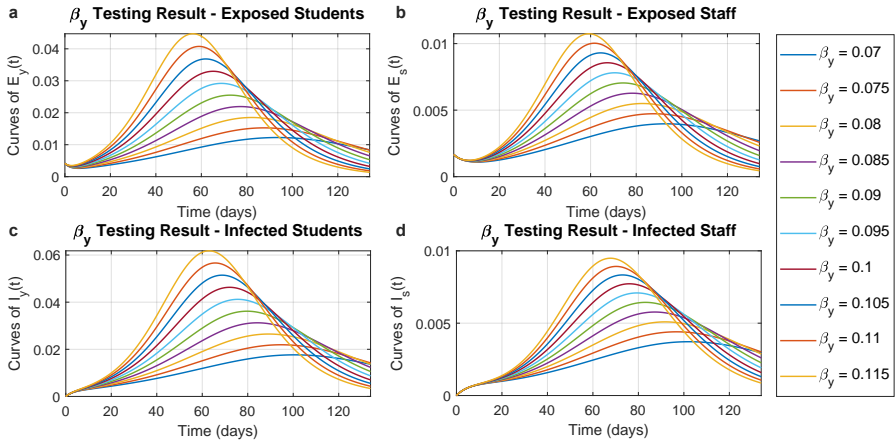 a
β_y Testing Result - Exposed Students
Curves of E_y(t)
0.04
0.03
0.02
0.01
0
0 20 40 60 80 100 120
Time (days)
b
β_y Testing Result - Exposed Staff
Curves of E_s(t)
0.01
0.005
0
0 20 40 60 80 100 120
Time (days)
c
β_y Testing Result - Infected Students
Curves of I_y(t)
0.06
0.04
0.02
0
0 20 40 60 80 100 120
Time (days)
d
β_y Testing Result - Infected Staff
Curves of I_s(t)
0.01
0.005
0
0 20 40 60 80 100 120
Time (days)
β_y = 0.07
β_y = 0.075
β_y = 0.08
β_y = 0.085
β_y = 0.09
β_y = 0.095
β_y = 0.1
β_y = 0.105
β_y = 0.11
β_y = 0.115